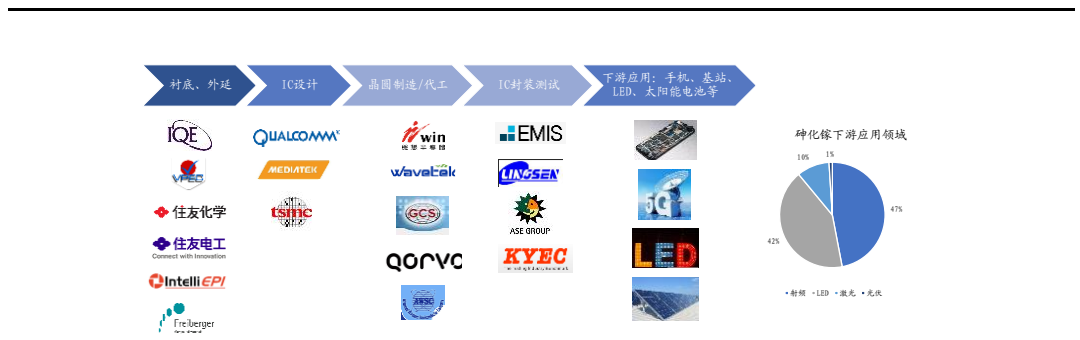 衬底、外延
IC设计
晶圆制造/代工
IC封装测试
下游应用：手机、基站、
LED、太阳能电池等
IQE
VPEC
住友化学
住友电工
Connect with Innovation
IntelliEPI
Freiberger
QUALCOMM
MEDIATEK
tsmc
win
wavetek
GCS
Qorvo
AWSC
EMIS
LINGSEN
ASE GROUP
KYEC
5G
LED
砷化镓下游应用领域
1%
10%
47%
42%
射频 LED 激光 光伏